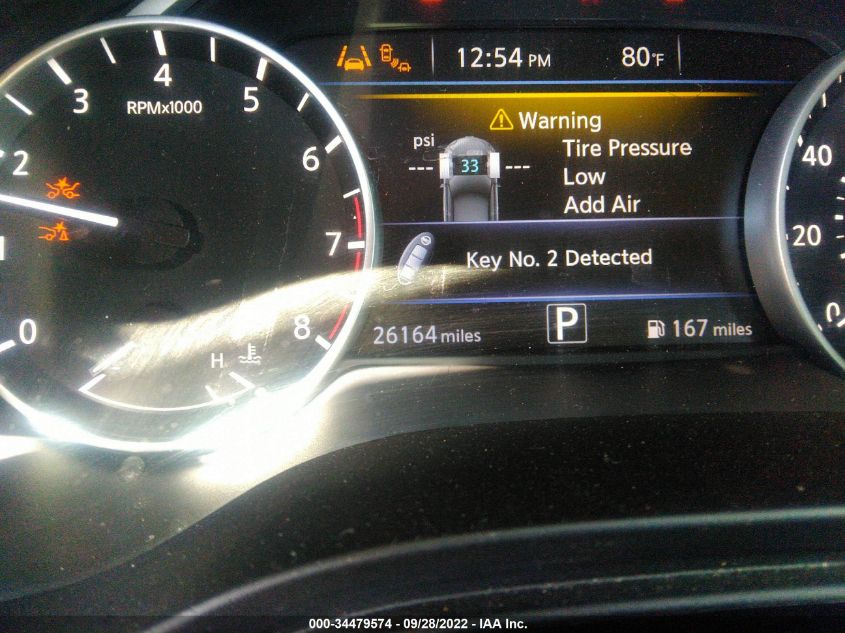 12:54 PM 80°F
4
3 5
RPMx1000
2 6
1 7
0 8
H
Warning
psi Tire Pressure
--- 33 --- Low
Add Air
Key No. 2 Detected
26164 miles P 167 miles
40
20
0
000-34479574 - 09/28/2022 - IAA Inc.